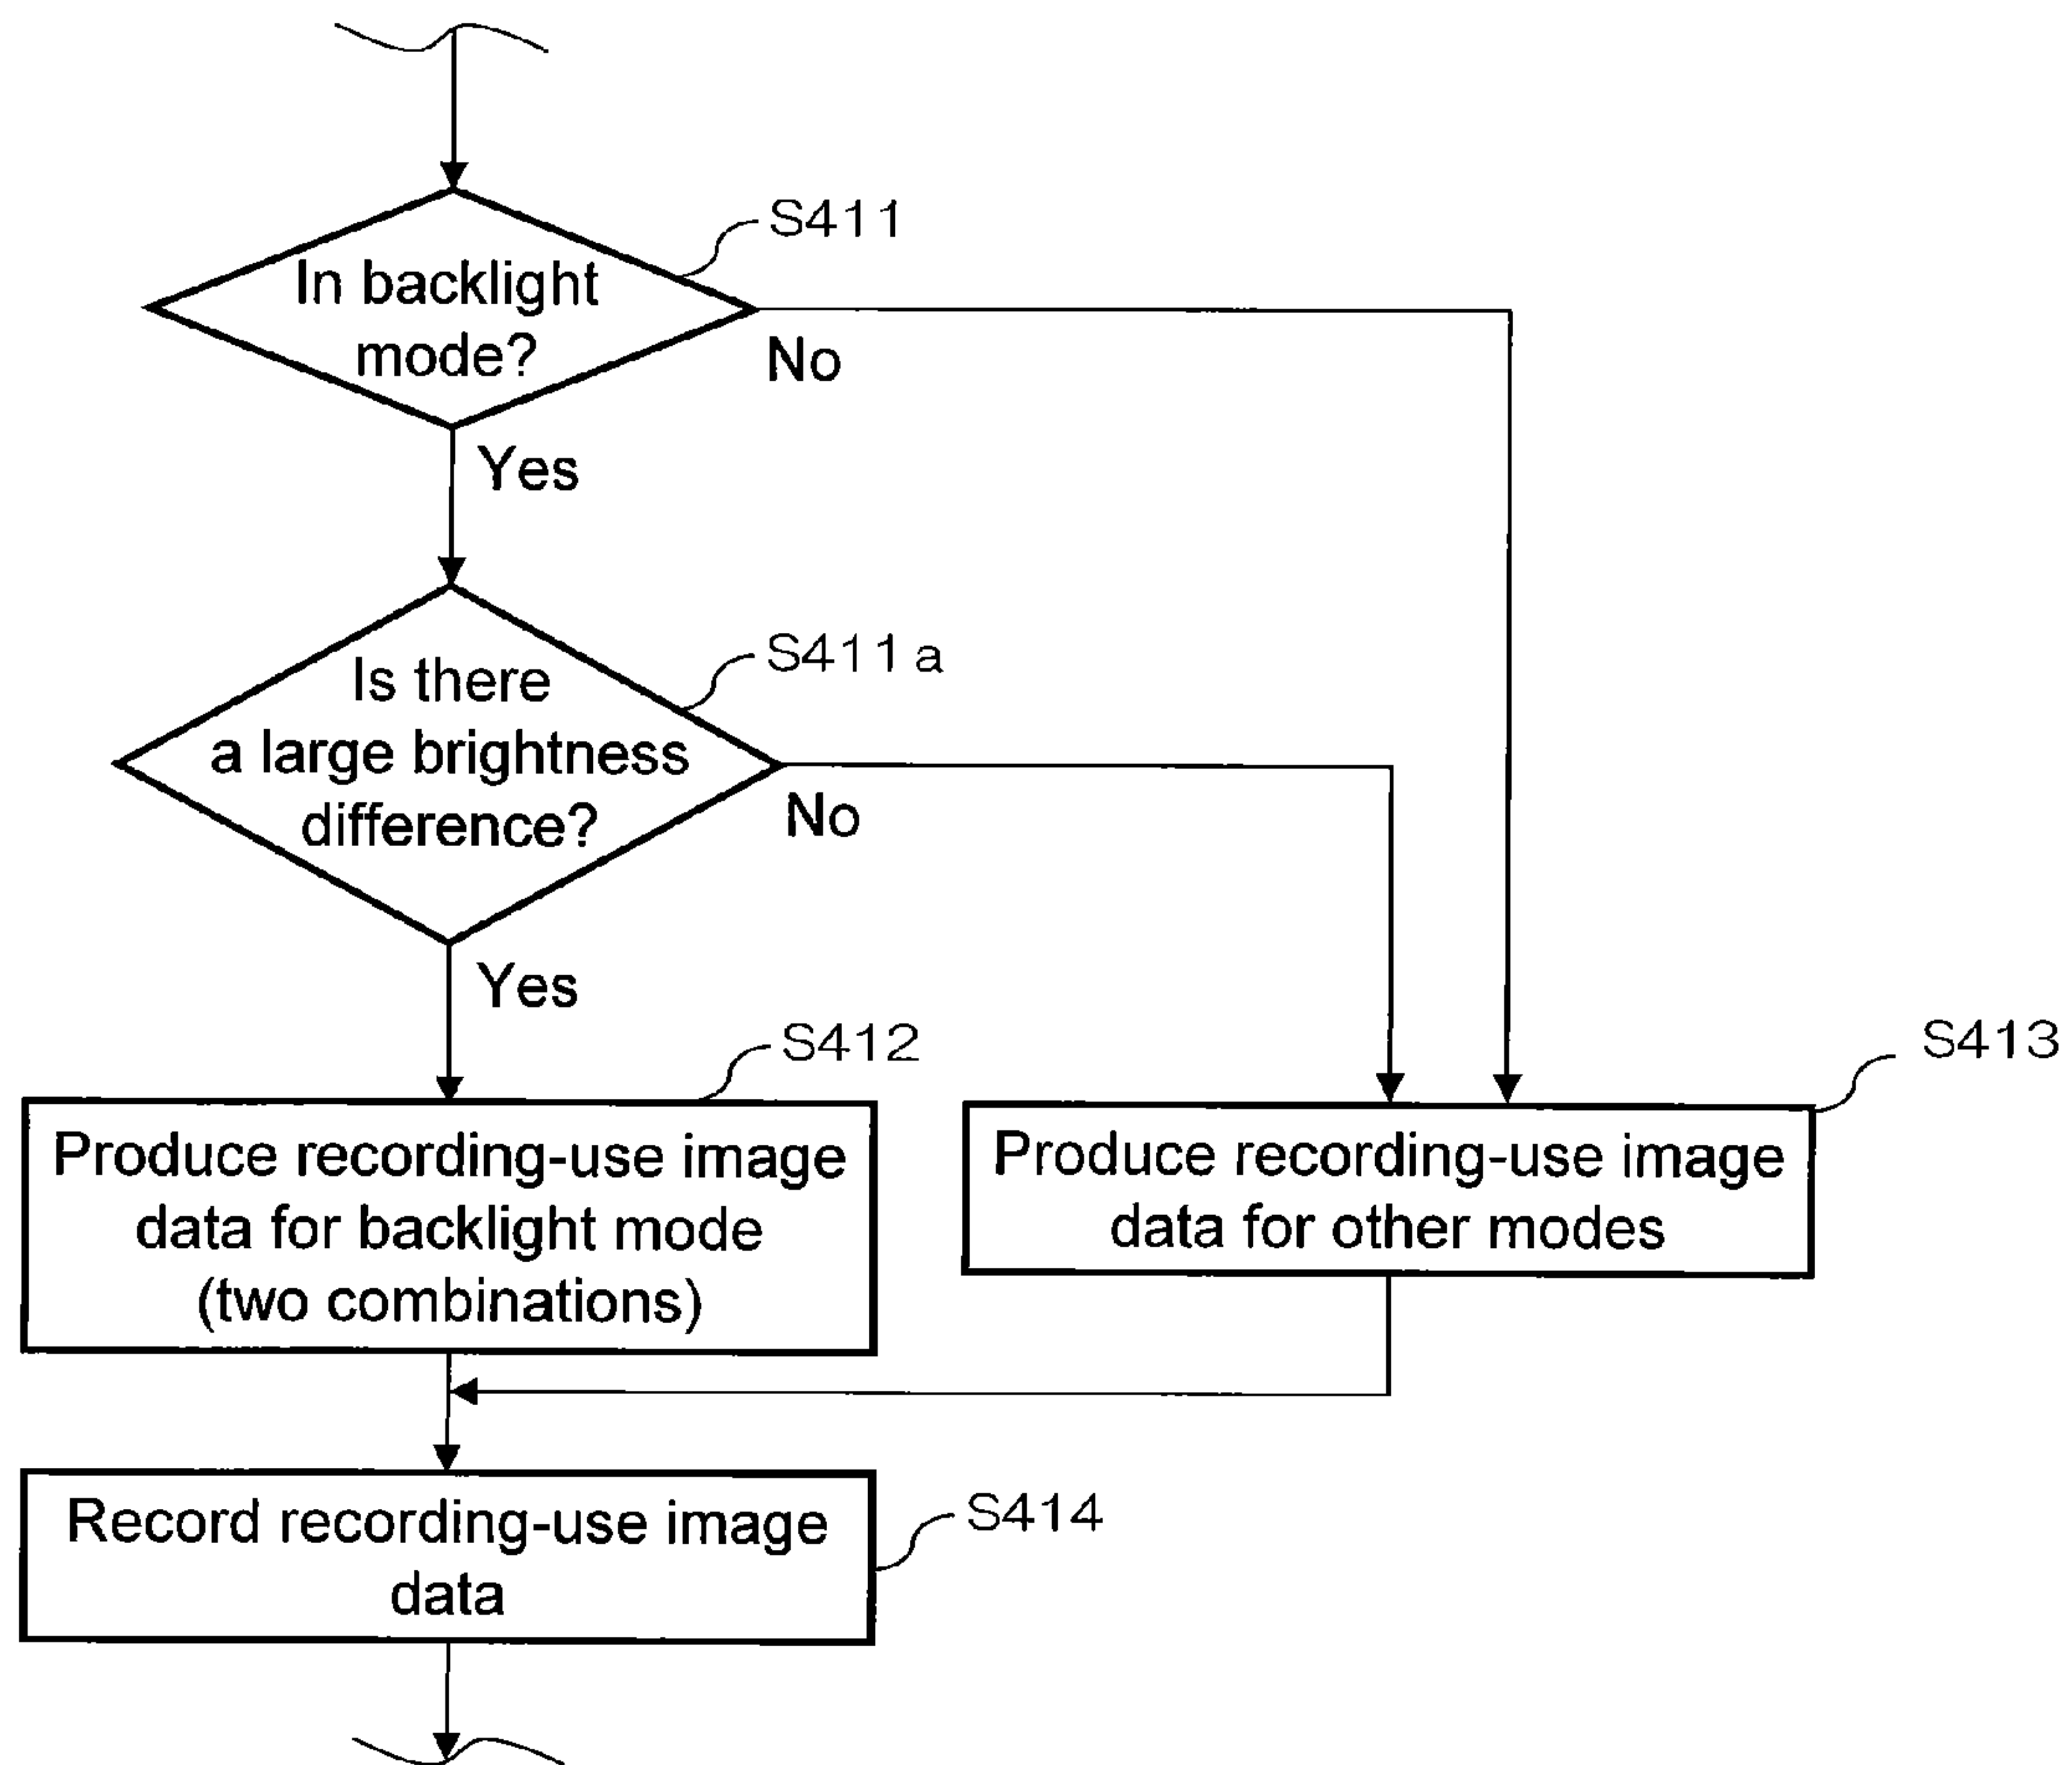 S411
In backlight
mode?
No
Yes
S411a
Is there
a large brightness
difference?
No
Yes
S412
S413
Produce recording-use image
data for backlight mode
(two combinations)
Produce recording-use image
data for other modes
Record recording-use image
data
S414